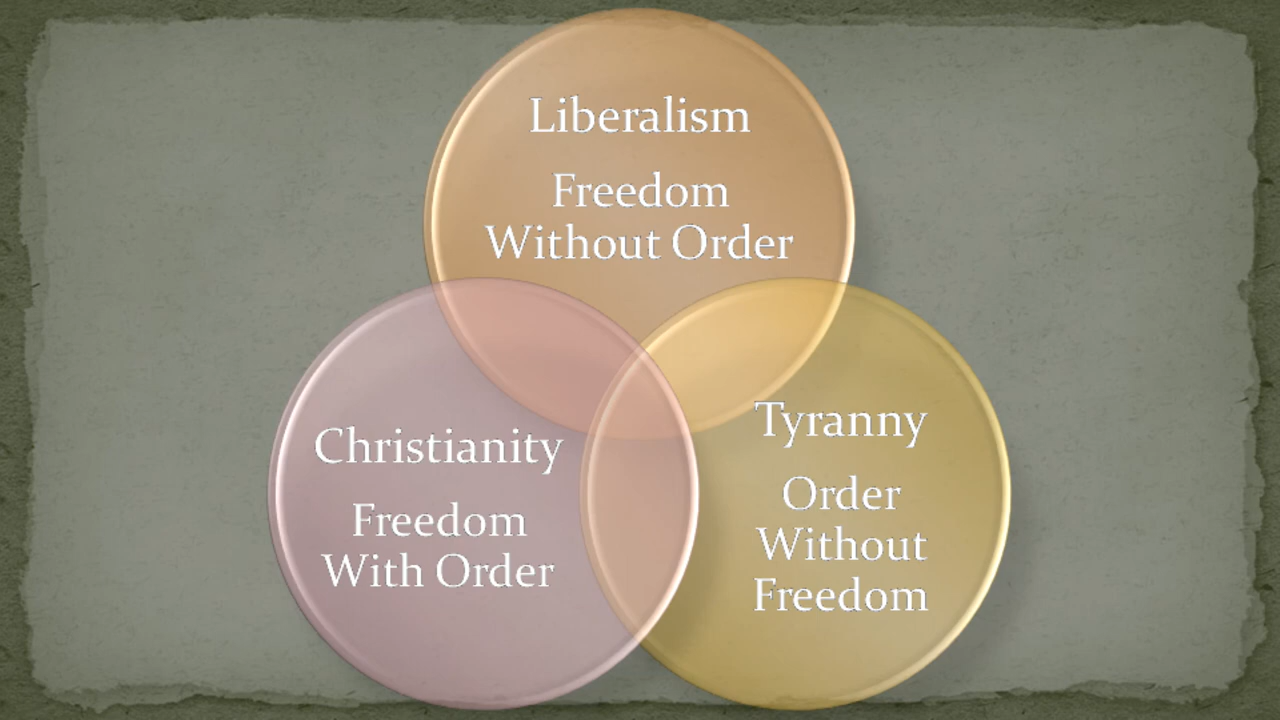 Liberalism
Freedom
Without Order
Christianity
Freedom
With Order
Tyranny
Order
Without
Freedom